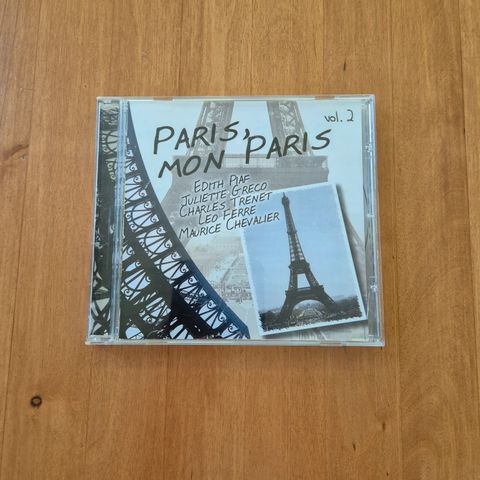 vol. 2
PARIS,
MON PARIS
EDITH PIAF
JULIETTE GRECO
CHARLES TRENET
LEO FERRE
MAURICE CHEVALIER